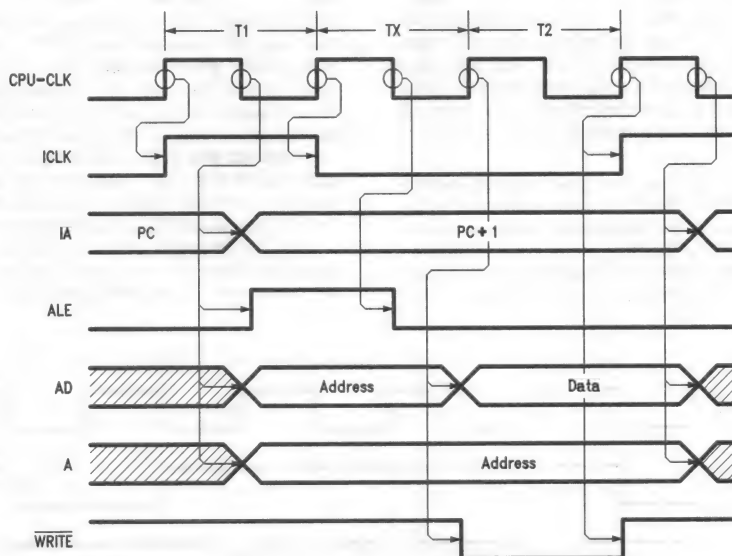 T1 TX T2
CPU-CLK
ICLK
IA PC PC + 1
ALE
AD Address Data
A Address
WRITE